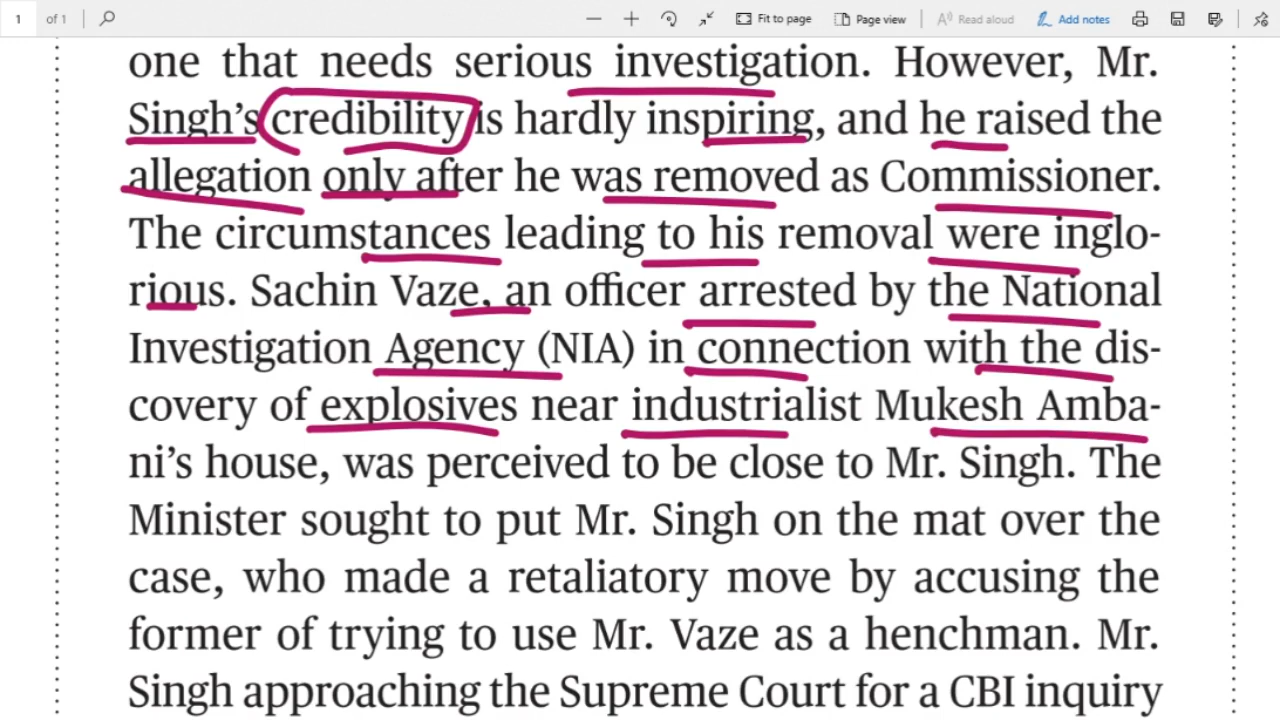 1 of 1 Fit to page Page view Read aloud Add notes
one that needs serious investigation. However, Mr.
Singh’s credibility is hardly inspiring, and he raised the
allegation only after he was removed as Commissioner.
The circumstances leading to his removal were inglo-
rious. Sachin Vaze, an officer arrested by the National
Investigation Agency (NIA) in connection with the dis-
covery of explosives near industrialist Mukesh Amba-
ni’s house, was perceived to be close to Mr. Singh. The
Minister sought to put Mr. Singh on the mat over the
case, who made a retaliatory move by accusing the
former of trying to use Mr. Vaze as a henchman. Mr.
Singh approaching the Supreme Court for a CBI inquiry